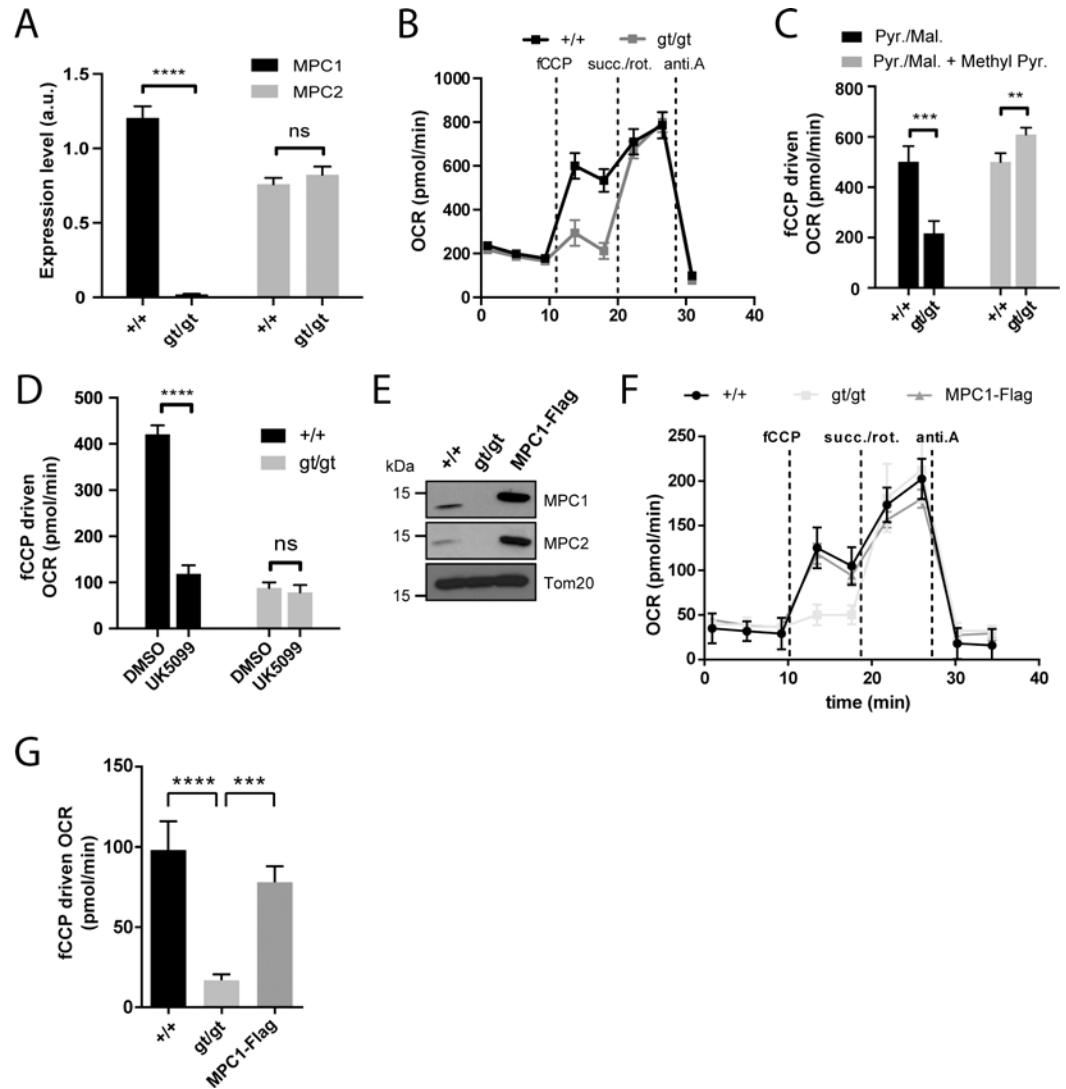 A
MPC1
MPC2
Expression level (a.u.)
1.5
1.0
0.5
0
****
ns
+/+
gt/gt
+/+
gt/gt
B
+/+
gt/gt
fCCP
succ./rot.
anti.A
OCR (pmol/min)
1000
800
600
400
200
0
0
10
20
30
40
C
Pyr./Mal.
Pyr./Mal. + Methyl Pyr.
fCCP driven
OCR (pmol/min)
800
600
400
200
0
***
**
+/+
gt/gt
+/+
gt/gt
D
fCCP driven
OCR (pmol/min)
500
400
300
200
100
0
****
ns
+/+
gt/gt
DMSO
UK5099
DMSO
UK5099
E
+/+
gt/gt
MPC1-Flag
kDa
15
MPC1
15
MPC2
15
Tom20
F
+/+
gt/gt
MPC1-Flag
fCCP
succ./rot.
anti.A
OCR (pmol/min)
250
200
150
100
50
0
0
10
20
30
40
time (min)
G
fCCP driven OCR
(pmol/min)
150
100
50
0
****
***
+/+
gt/gt
MPC1-Flag